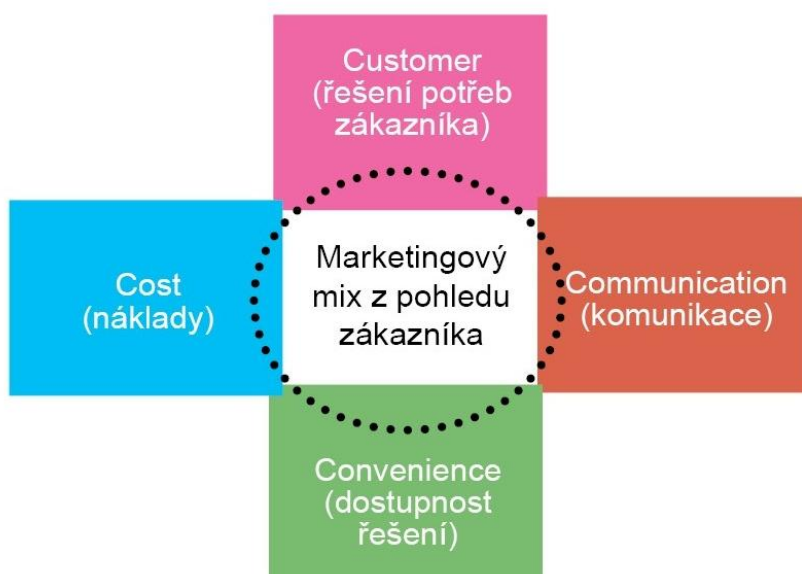 Customer
(řešení potřeb
zákazníka)
Cost
(náklady)
Marketingový
mix z pohledu
zákazníka
Communication
(komunikace)
Convenience
(dostupnost
řešení)